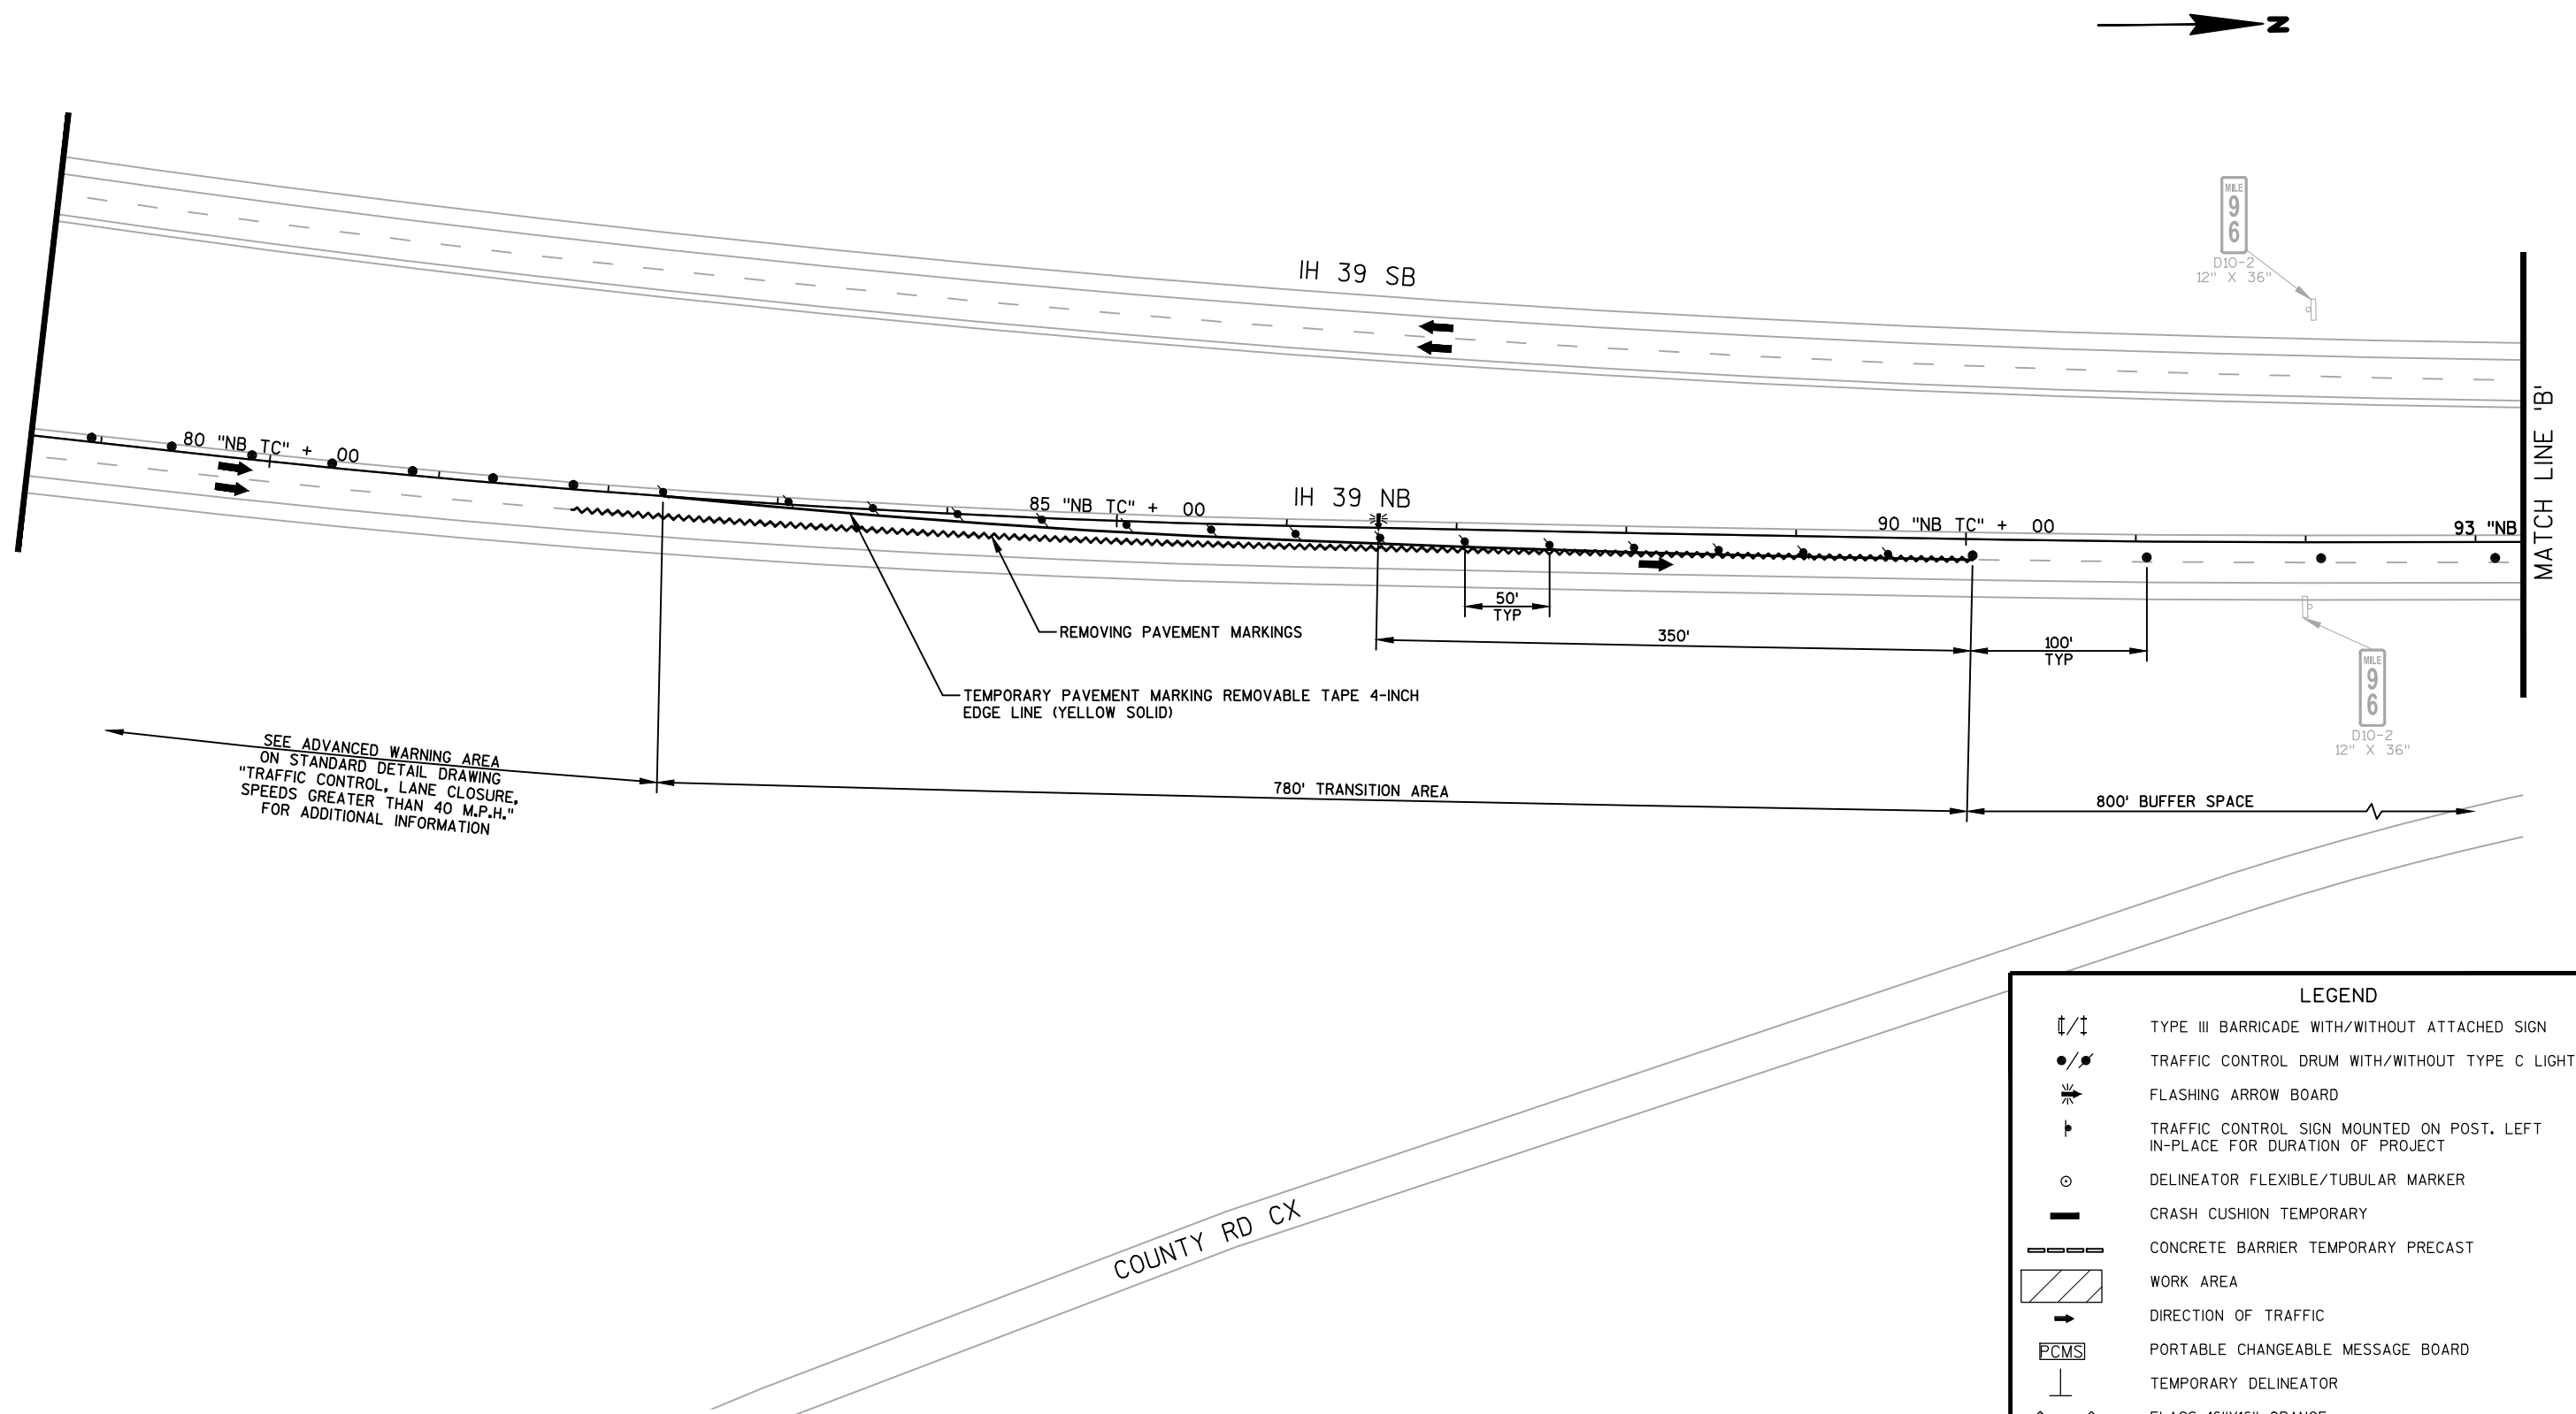 N
MILE
9
6
D10-2
12" X 36"
IH 39 SB
MATCH LINE 'B'
80 "NB TC" + 00
85 "NB TC" + 00
IH 39 NB
90 "NB TC" + 00
93 "NB
50'
TYP
REMOVING PAVEMENT MARKINGS
350'
100'
TYP
MILE
9
6
D10-2
12" X 36"
TEMPORARY PAVEMENT MARKING REMOVABLE TAPE 4-INCH
EDGE LINE (YELLOW SOLID)
SEE ADVANCED WARNING AREA
ON STANDARD DETAIL DRAWING
"TRAFFIC CONTROL, LANE CLOSURE,
SPEEDS GREATER THAN 40 M.P.H."
FOR ADDITIONAL INFORMATION
780' TRANSITION AREA
800' BUFFER SPACE
COUNTY RD CX
LEGEND
TYPE III BARRICADE WITH/WITHOUT ATTACHED SIGN
TRAFFIC CONTROL DRUM WITH/WITHOUT TYPE C LIGHT
FLASHING ARROW BOARD
TRAFFIC CONTROL SIGN MOUNTED ON POST. LEFT
IN-PLACE FOR DURATION OF PROJECT
DELINEATOR FLEXIBLE/TUBULAR MARKER
CRASH CUSHION TEMPORARY
CONCRETE BARRIER TEMPORARY PRECAST
WORK AREA
DIRECTION OF TRAFFIC
PCMS
PORTABLE CHANGEABLE MESSAGE BOARD
TEMPORARY DELINEATOR